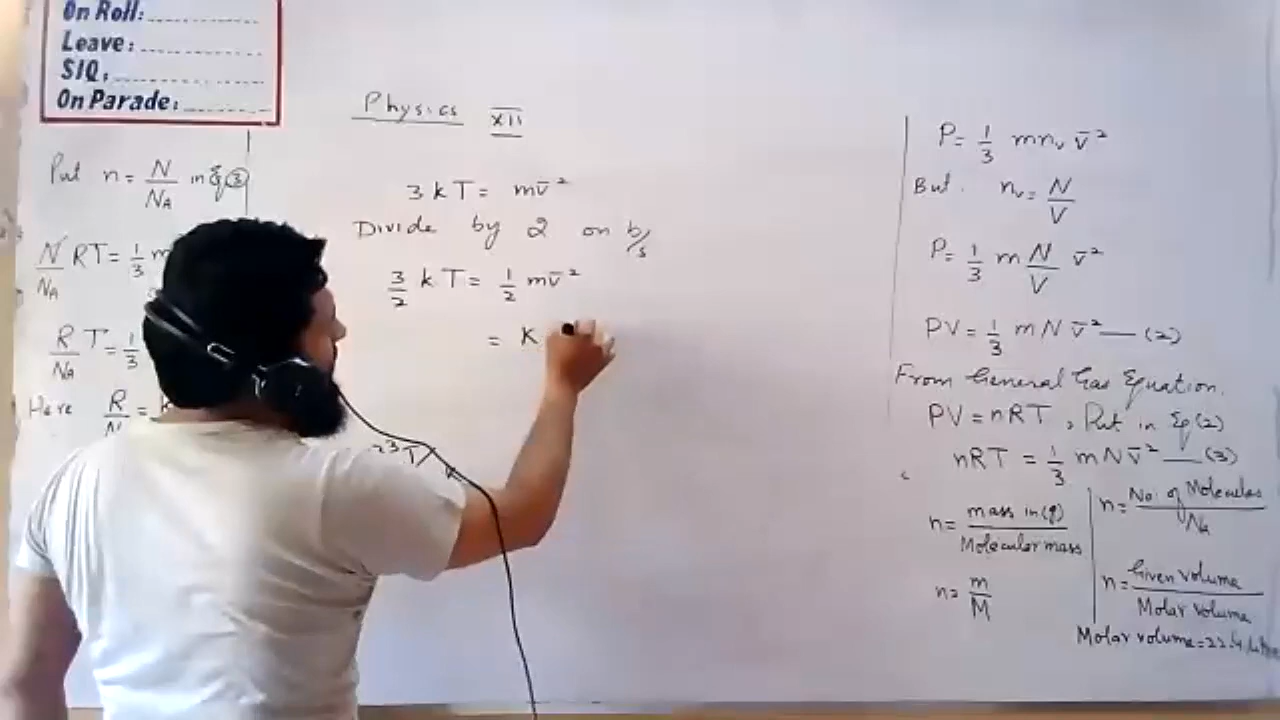 On Roll:
Leave:
SIQ:
On Parade:
Physics XII
Put n = N/N_A in Eq (3)
N/N_A RT = 1/3 m
R/N_A T = 1/3
Here R/N =
3kT = mv̄²
Divide by 2 on b/s
3/2 kT = 1/2 mv̄²
= K
P = 1/3 mn_v v̄²
But n_v = N/V
P = 1/3 m N/V v̄²
PV = 1/3 mNv̄² — (2)
From General Gas Equation.
PV = nRT, Put in Eq (2)
nRT = 1/3 mNv̄² — (3)
n = mass in (g)/Molecular mass
n = m/M
n = No. of Molecules/N_A
n = Given volume/Molar volume
Molar volume = 22.4